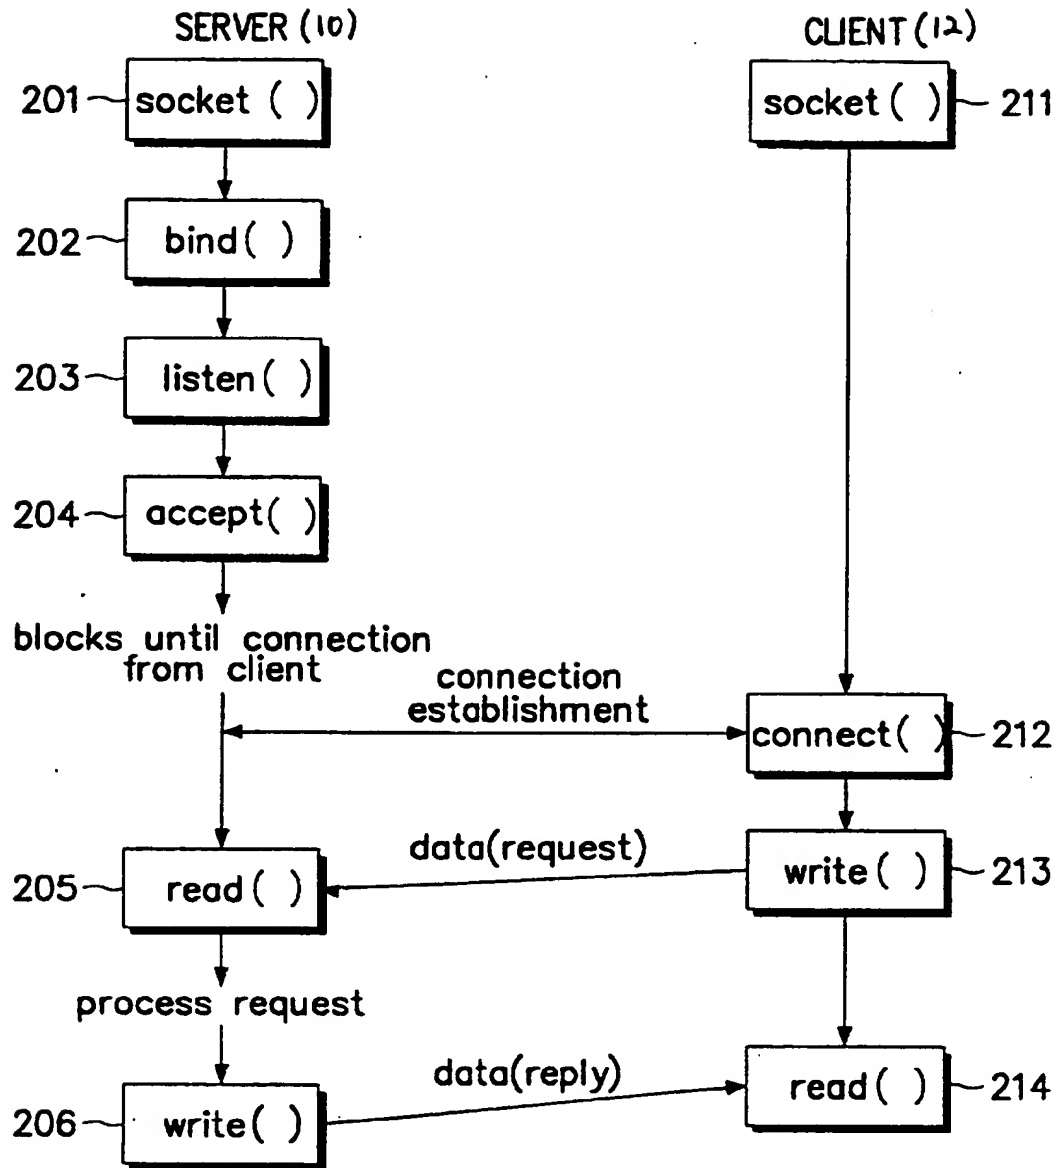 SERVER (10)
CLIENT (12)
201 socket ( )
socket ( ) 211
202 bind ( )
203 listen ( )
204 accept ( )
blocks until connection
from client
connection
establishment
connect ( ) 212
data(request)
205 read ( )
write ( ) 213
process request
data(reply)
read ( ) 214
206 write ( )